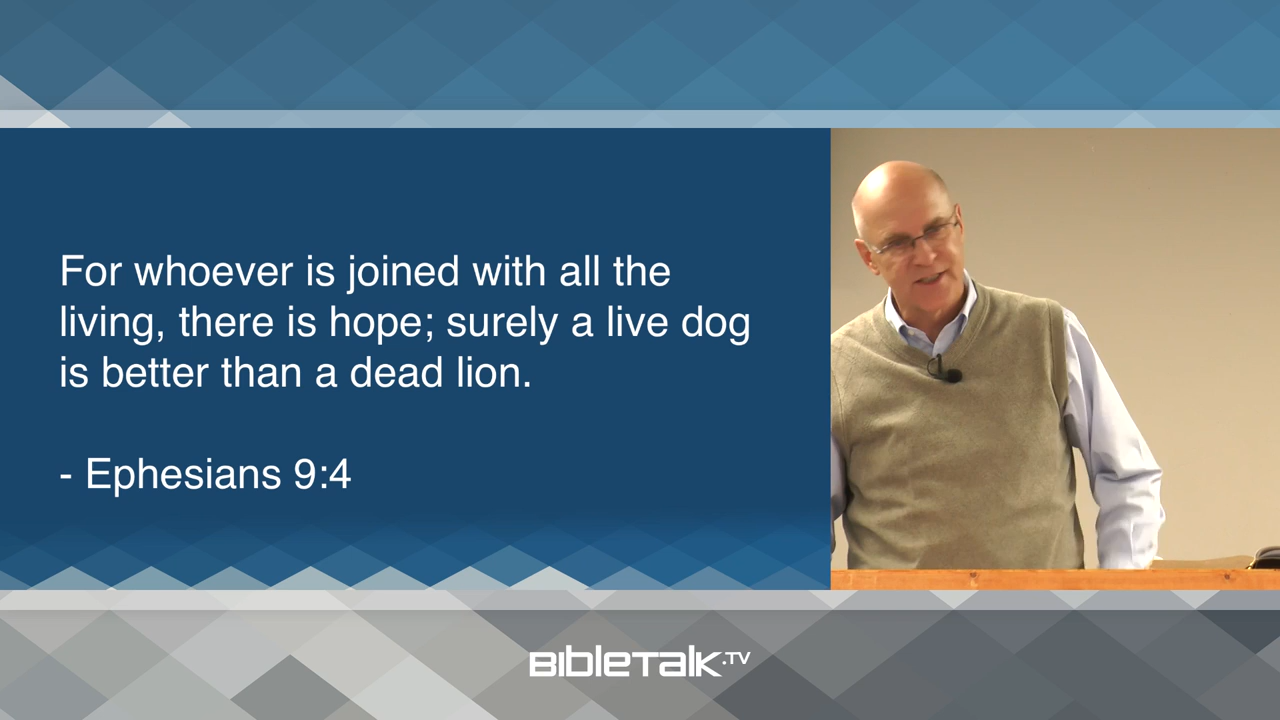 For whoever is joined with all the
living, there is hope; surely a live dog
is better than a dead lion.
- Ephesians 9:4
BIBLETALK.TV